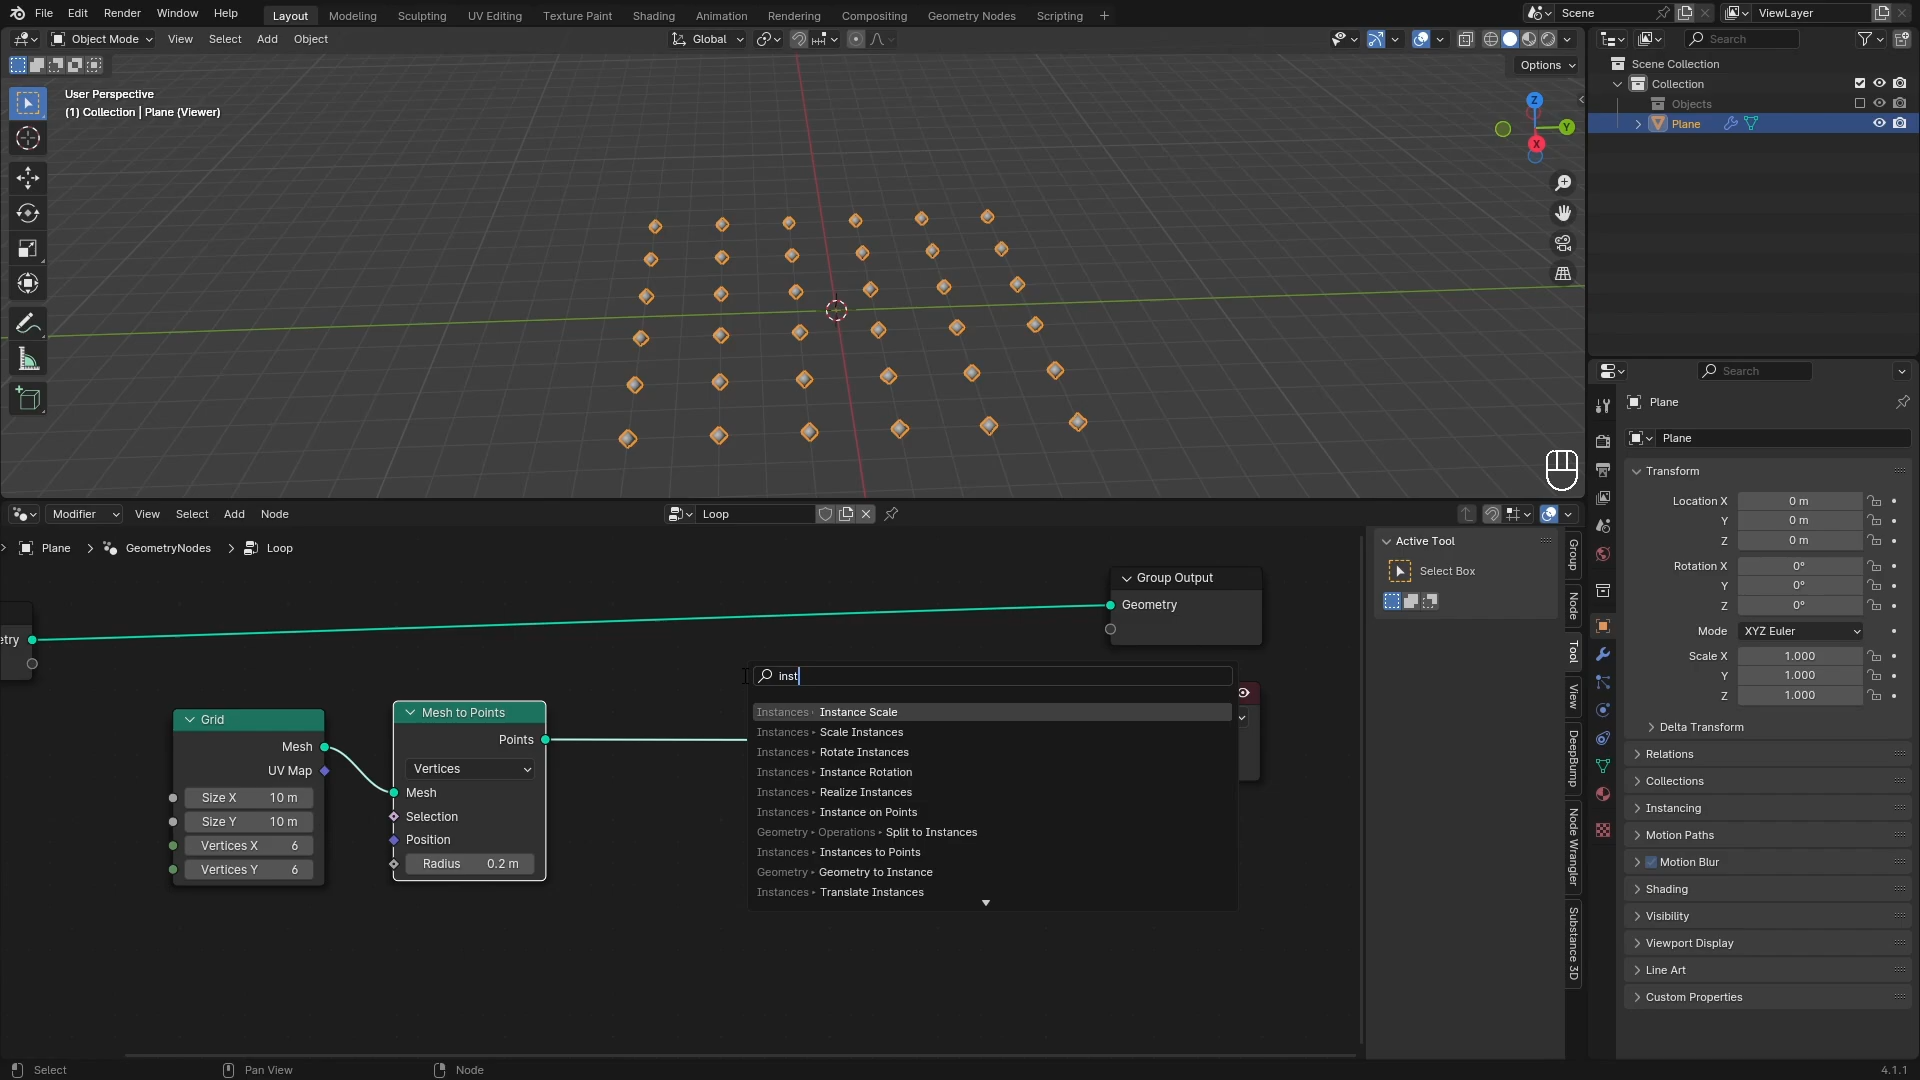 File Edit Render Window Help Layout Modeling Sculpting UV Editing Texture Paint Shading Animation Rendering Compositing Geometry Nodes Scripting + Scene ViewLayer
Object Mode View Select Add Object Global Search
Options
User Perspective
(1) Collection | Plane (Viewer)
Z
Y
X
Scene Collection
Collection
Objects
Plane
Modifier View Select Add Node Loop
Plane > GeometryNodes > Loop
Group Output
Geometry
etry
Grid
Mesh
UV Map
Size X 10 m
Size Y 10 m
Vertices X 6
Vertices Y 6
Mesh to Points
Points
Vertices
Mesh
Selection
Position
Radius 0.2 m
inst
Instances Instance Scale
Instances Scale Instances
Instances Rotate Instances
Instances Instance Rotation
Instances Realize Instances
Instances Instance on Points
Geometry Operations Split to Instances
Instances Instances to Points
Geometry Geometry to Instance
Instances Translate Instances
Active Tool
Select Box
Group
Node
Tool
View
DeepBump
Node Wrangler
Substance 3D
Search
Plane
Plane
Transform
Location X 0 m
Y 0 m
Z 0 m
Rotation X 0°
Y 0°
Z 0°
Mode XYZ Euler
Scale X 1.000
Y 1.000
Z 1.000
Delta Transform
Relations
Collections
Instancing
Motion Paths
Motion Blur
Shading
Visibility
Viewport Display
Line Art
Custom Properties
Select Pan View Node 4.1.1